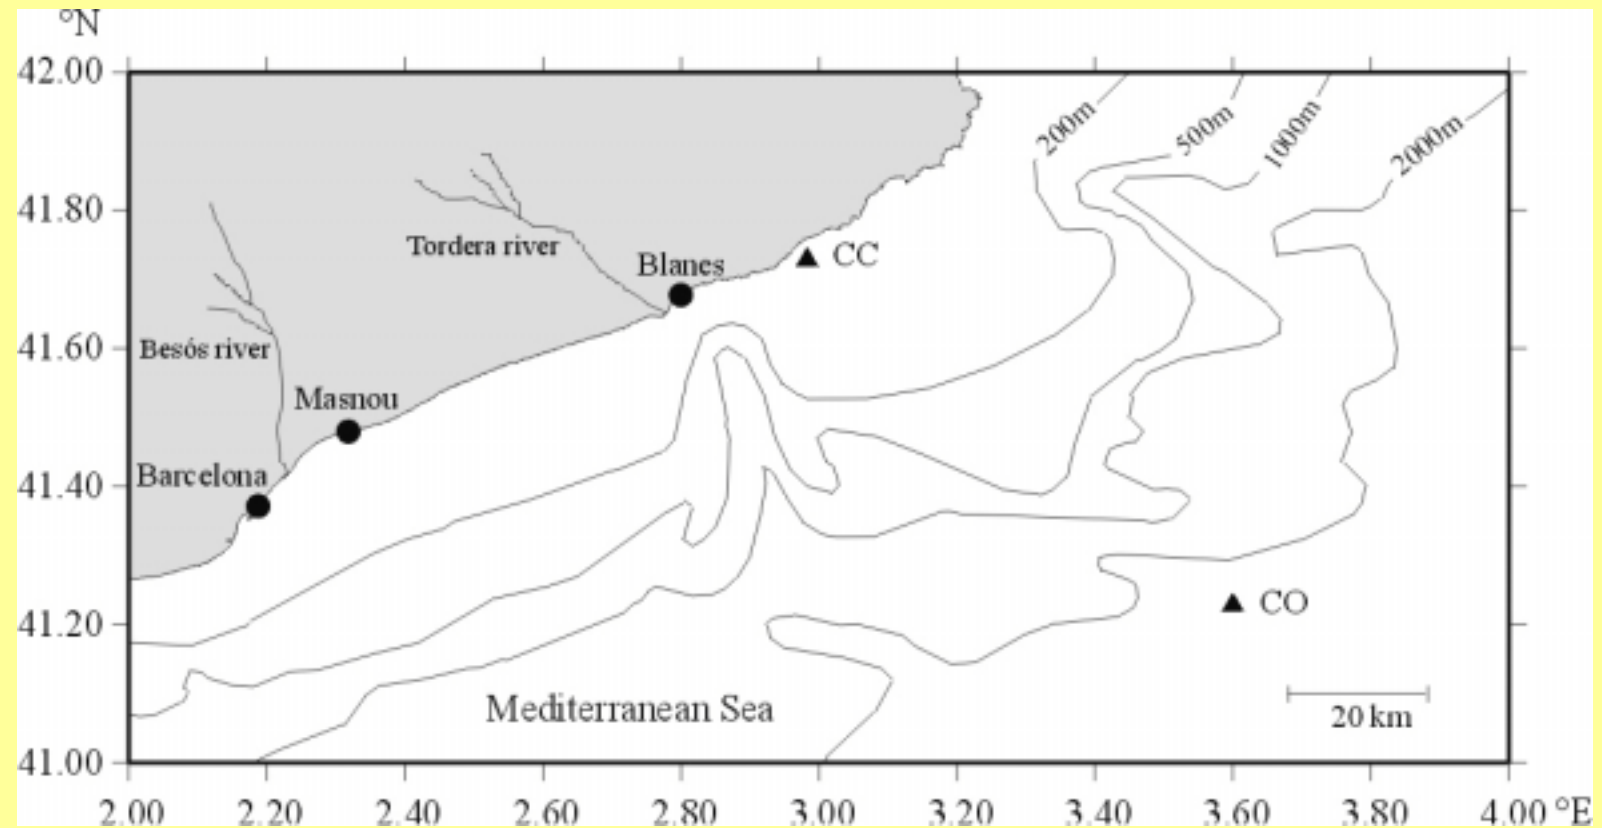 °N
42.00
200m
500m
1000m
2000m
41.80
Tordera river
Blanes
CC
41.60
Besós river
Masnou
Barcelona
41.40
CO
41.20
Mediterranean Sea
20 km
41.00
2.00 2.20 2.40 2.60 2.80 3.00 3.20 3.40 3.60 3.80 4.00 °E